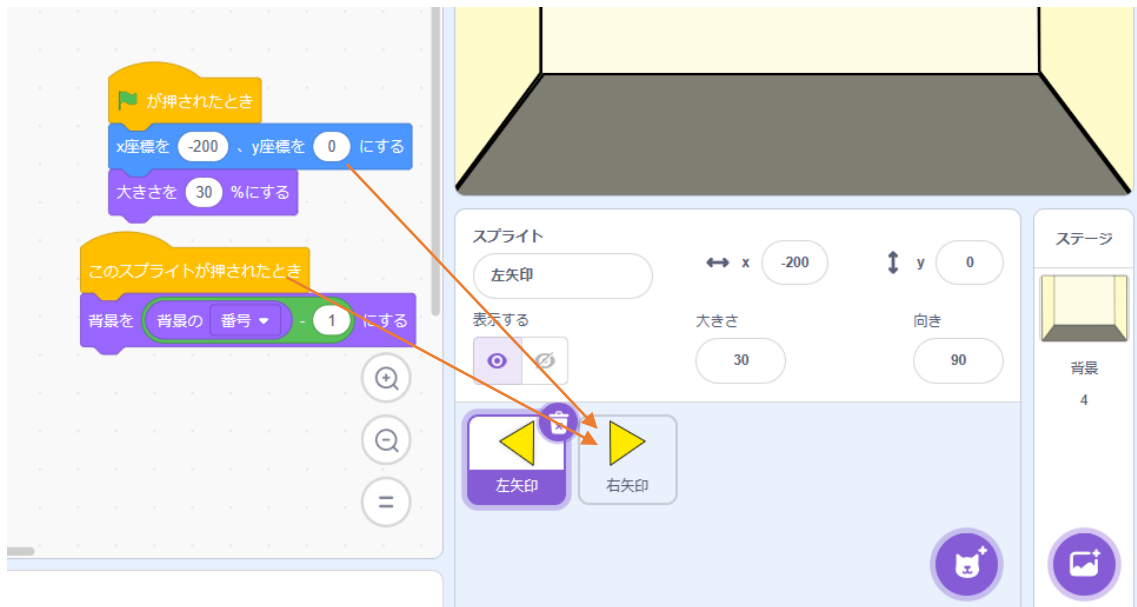 が押されたとき
x座標を -200 、y座標を 0 にする
大きさを 30 %にする
このスプライトが押されたとき
背景を 背景の 番号 - 1 にする
スプライト
左矢印
x -200
y 0
表示する
大きさ
30
向き
90
左矢印
右矢印
ステージ
背景
4